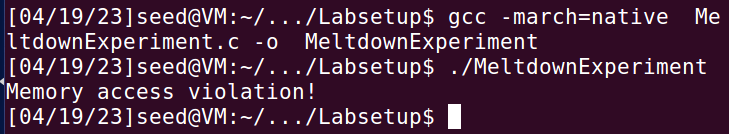 [04/19/23]seed@VM:~/.../Labsetup$ gcc -march=native  Me
ltdownExperiment.c -o  MeltdownExperiment
[04/19/23]seed@VM:~/.../Labsetup$ ./MeltdownExperiment
Memory access violation!
[04/19/23]seed@VM:~/.../Labsetup$